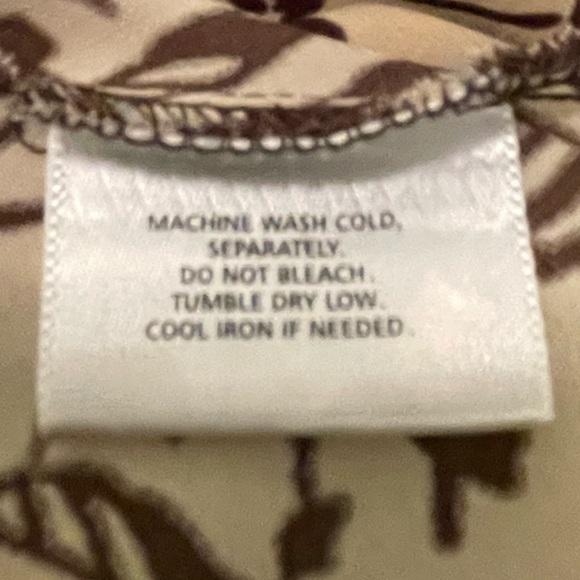 MACHINE WASH COLD,
SEPARATELY.
DO NOT BLEACH.
TUMBLE DRY LOW.
COOL IRON IF NEEDED.